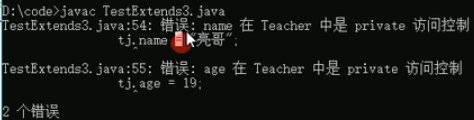 D:\code>javac TestExtends3.java
TestExtends3.java:54: 错误: name 在 Teacher 中是 private 访问控制
tj.name = "亮哥";
^
TestExtends3.java:55: 错误: age 在 Teacher 中是 private 访问控制
tj.age = 19;
^
2 个错误